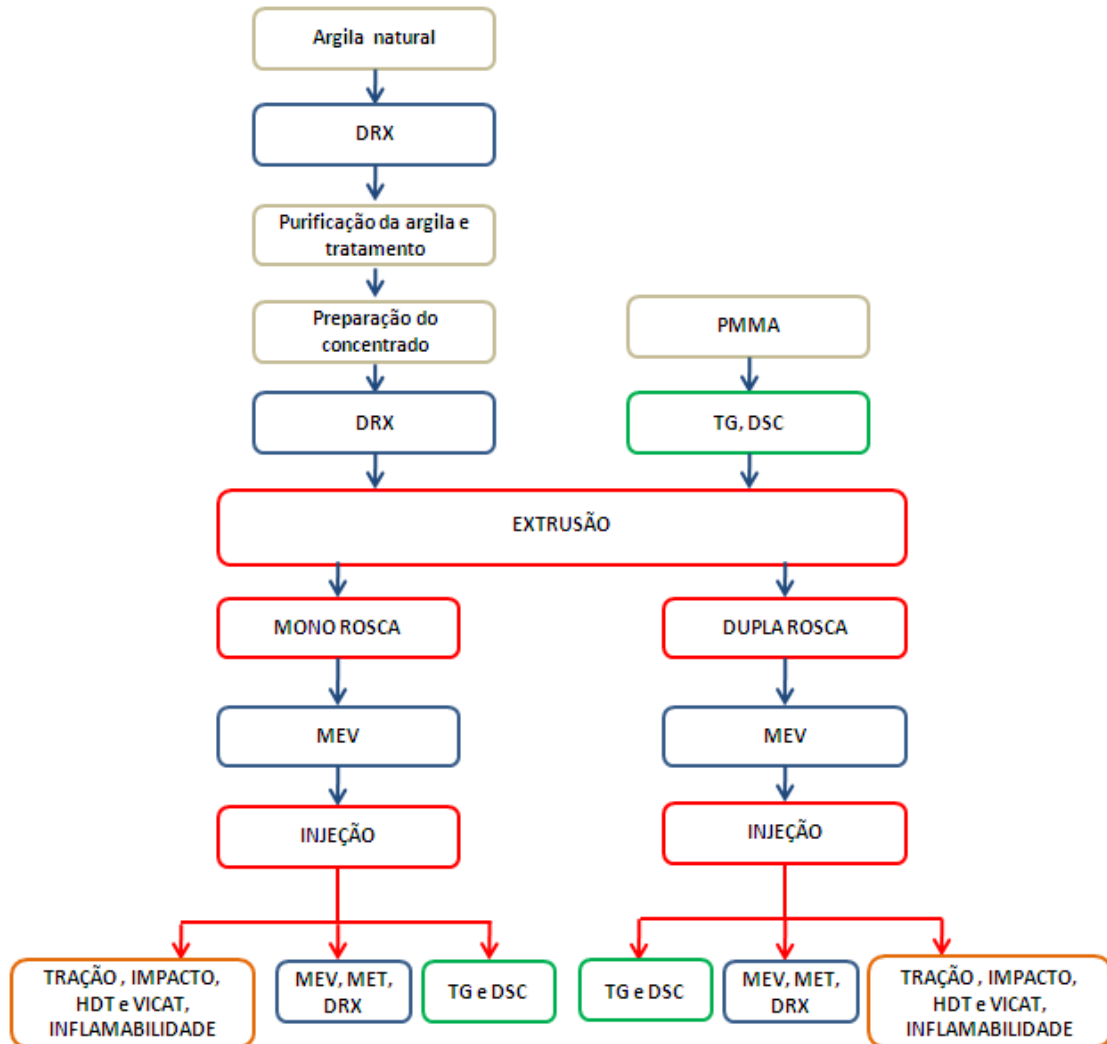 Argila natural
DRX
Purificação da argila e
tratamento
Preparação do
concentrado
PMMA
DRX
TG, DSC
EXTRUSÃO
MONO ROSCA
DUPLA ROSCA
MEV
MEV
INJEÇÃO
INJEÇÃO
TRAÇÃO , IMPACTO,
HDT e VICAT,
INFLAMABILIDADE
MEV, MET,
DRX
TG e DSC
TG e DSC
MEV, MET,
DRX
TRAÇÃO , IMPACTO,
HDT e VICAT,
INFLAMABILIDADE